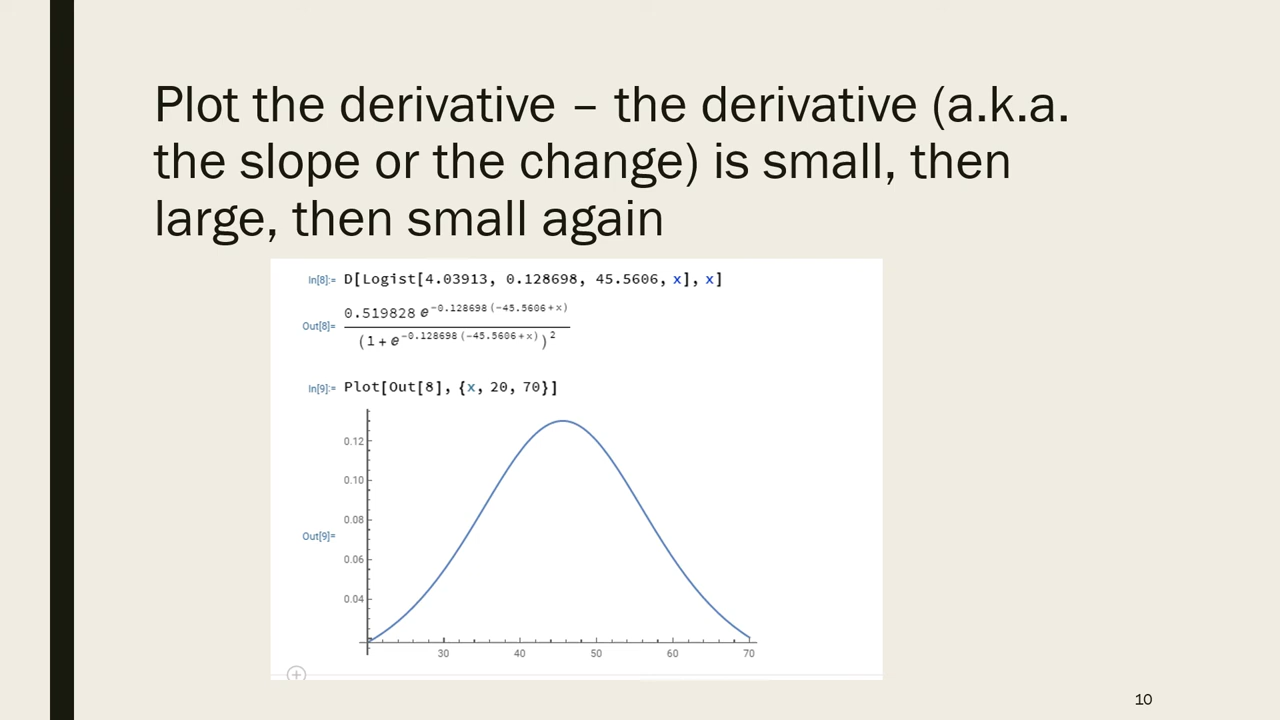 Plot the derivative – the derivative (a.k.a.
the slope or the change) is small, then
large, then small again
In[8]:= D[Logist[4.03913, 0.128698, 45.5606, x], x]
Out[8]= 0.519828 e^-0.128698 (-45.5606+x)
(1 + e^-0.128698 (-45.5606+x))^2
In[9]:= Plot[Out[8], {x, 20, 70}]
0.12
0.10
0.08
Out[9]=
0.06
0.04
30 40 50 60 70
10